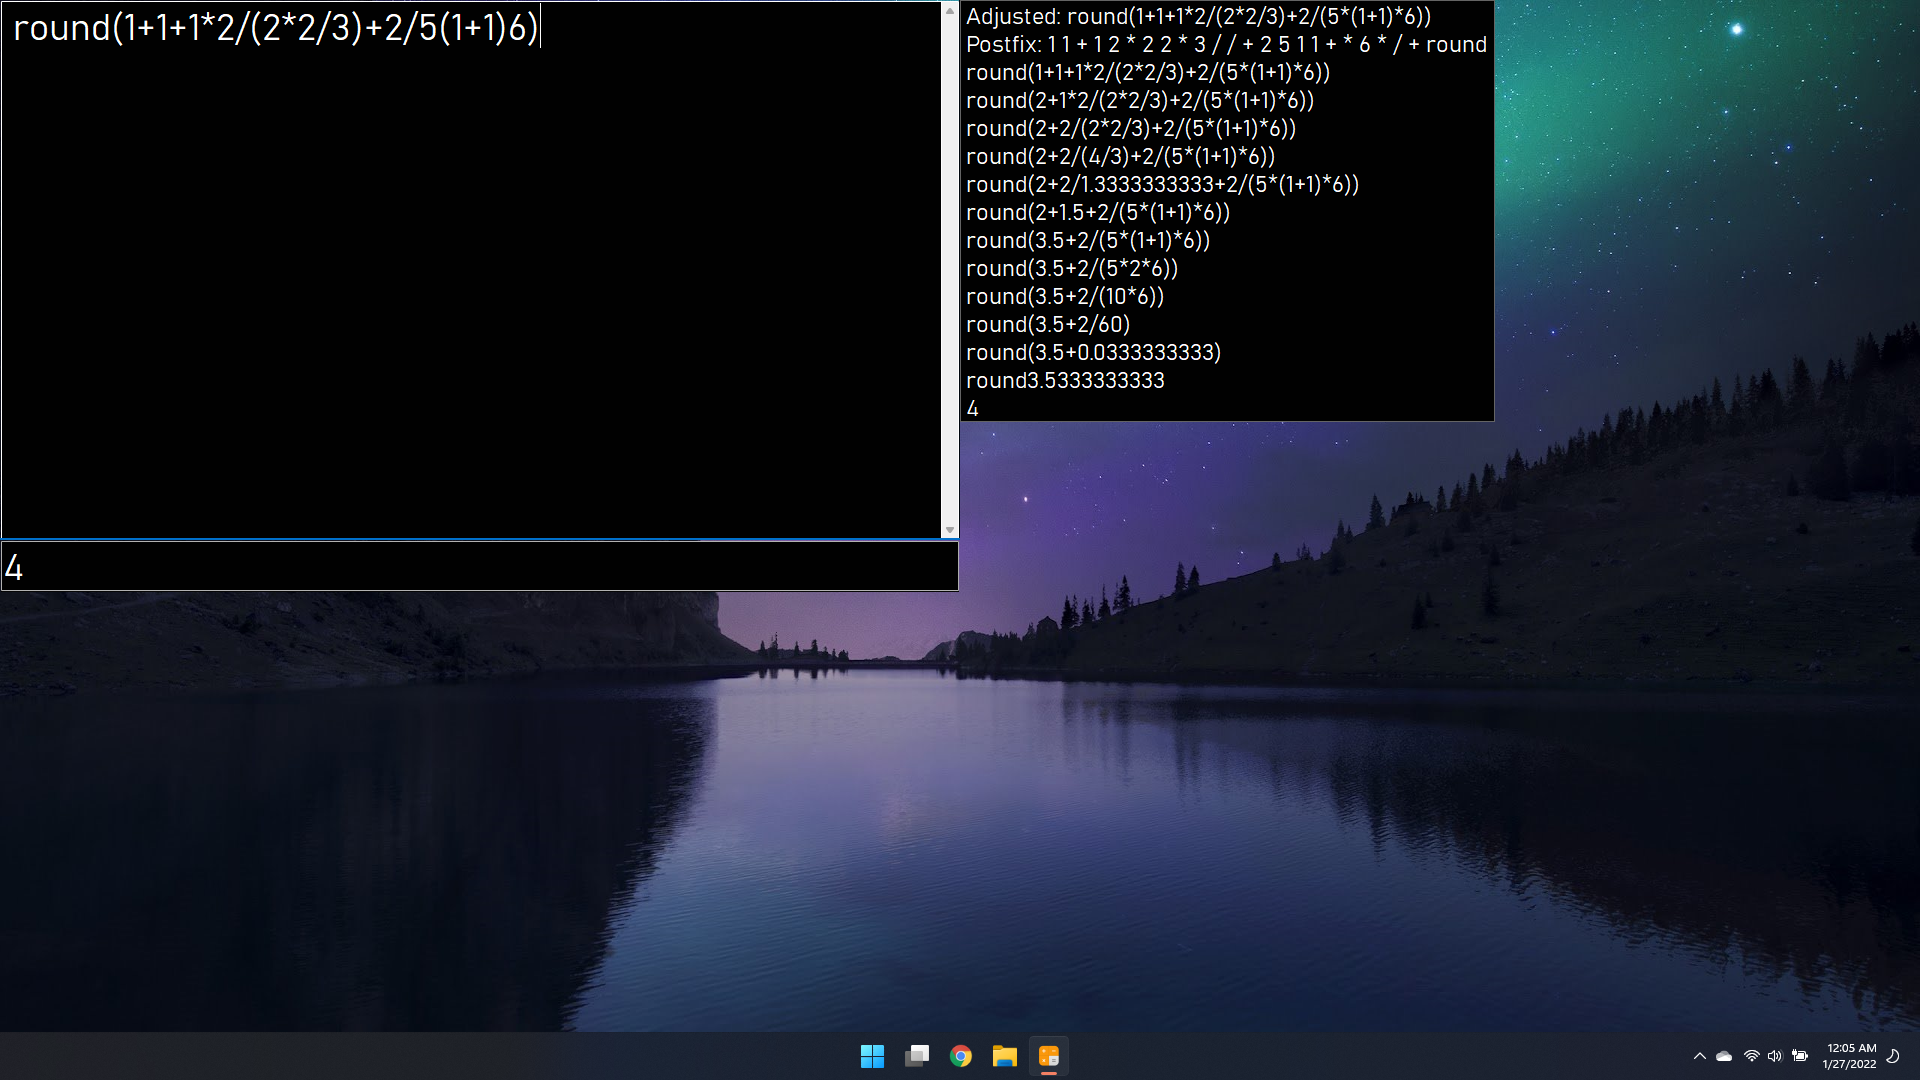 round(1+1+1*2/(2*2/3)+2/5(1+1)6)
4
Adjusted: round(1+1+1*2/(2*2/3)+2/(5*(1+1)*6))
Postfix: 1 1 + 1 2 * 2 2 * 3 / / + 2 5 1 1 + * 6 * / + round
round(1+1+1*2/(2*2/3)+2/(5*(1+1)*6))
round(2+1*2/(2*2/3)+2/(5*(1+1)*6))
round(2+2/(2*2/3)+2/(5*(1+1)*6))
round(2+2/(4/3)+2/(5*(1+1)*6))
round(2+2/1.3333333333+2/(5*(1+1)*6))
round(2+1.5+2/(5*(1+1)*6))
round(3.5+2/(5*(1+1)*6))
round(3.5+2/(5*2*6))
round(3.5+2/(10*6))
round(3.5+2/60)
round(3.5+0.0333333333)
round3.5333333333
4
12:05 AM
1/27/2022